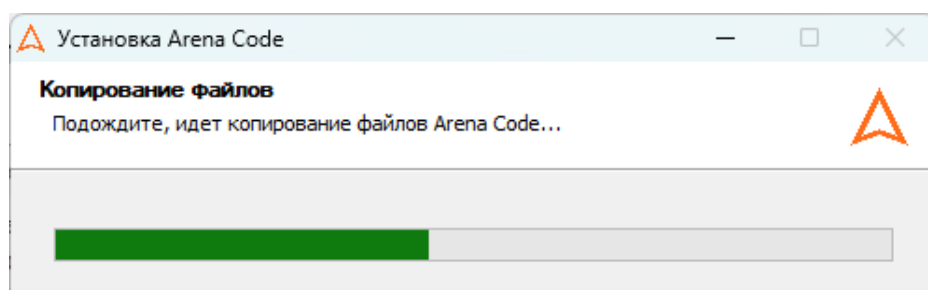 Установка Arena Code
Копирование файлов
Подождите, идет копирование файлов Arena Code...